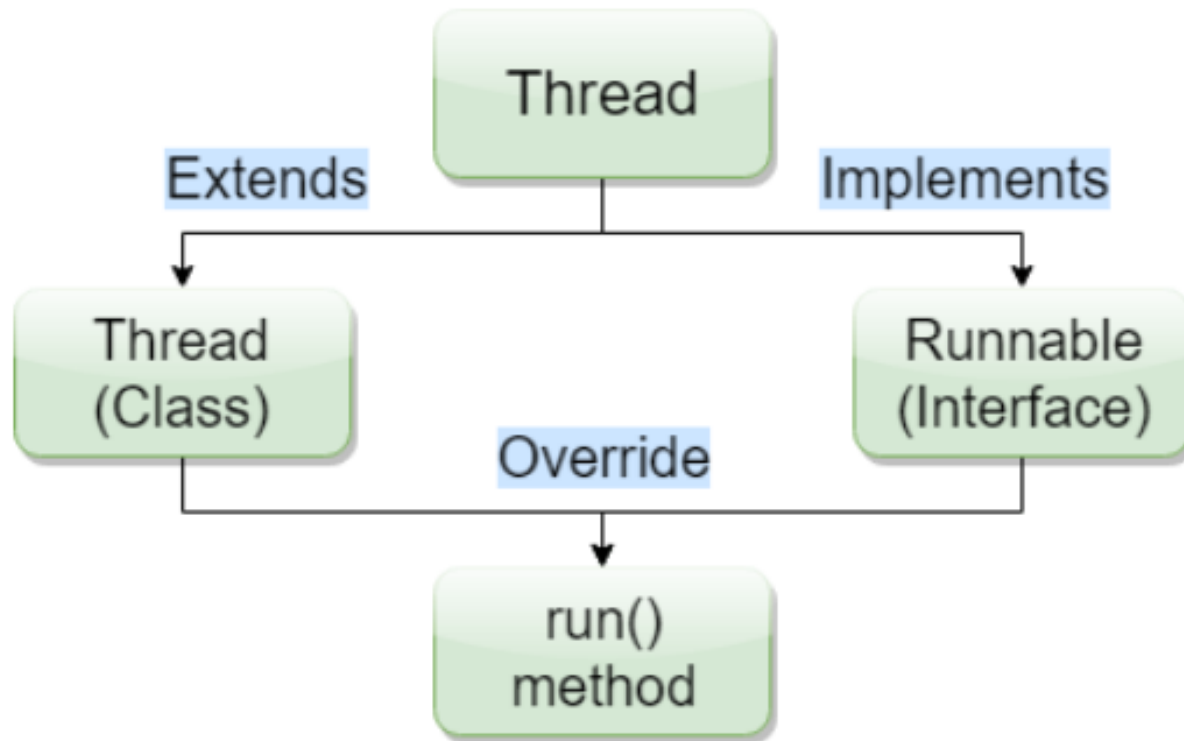 Thread
Extends
Implements
Thread
(Class)
Runnable
(Interface)
Override
run()
method